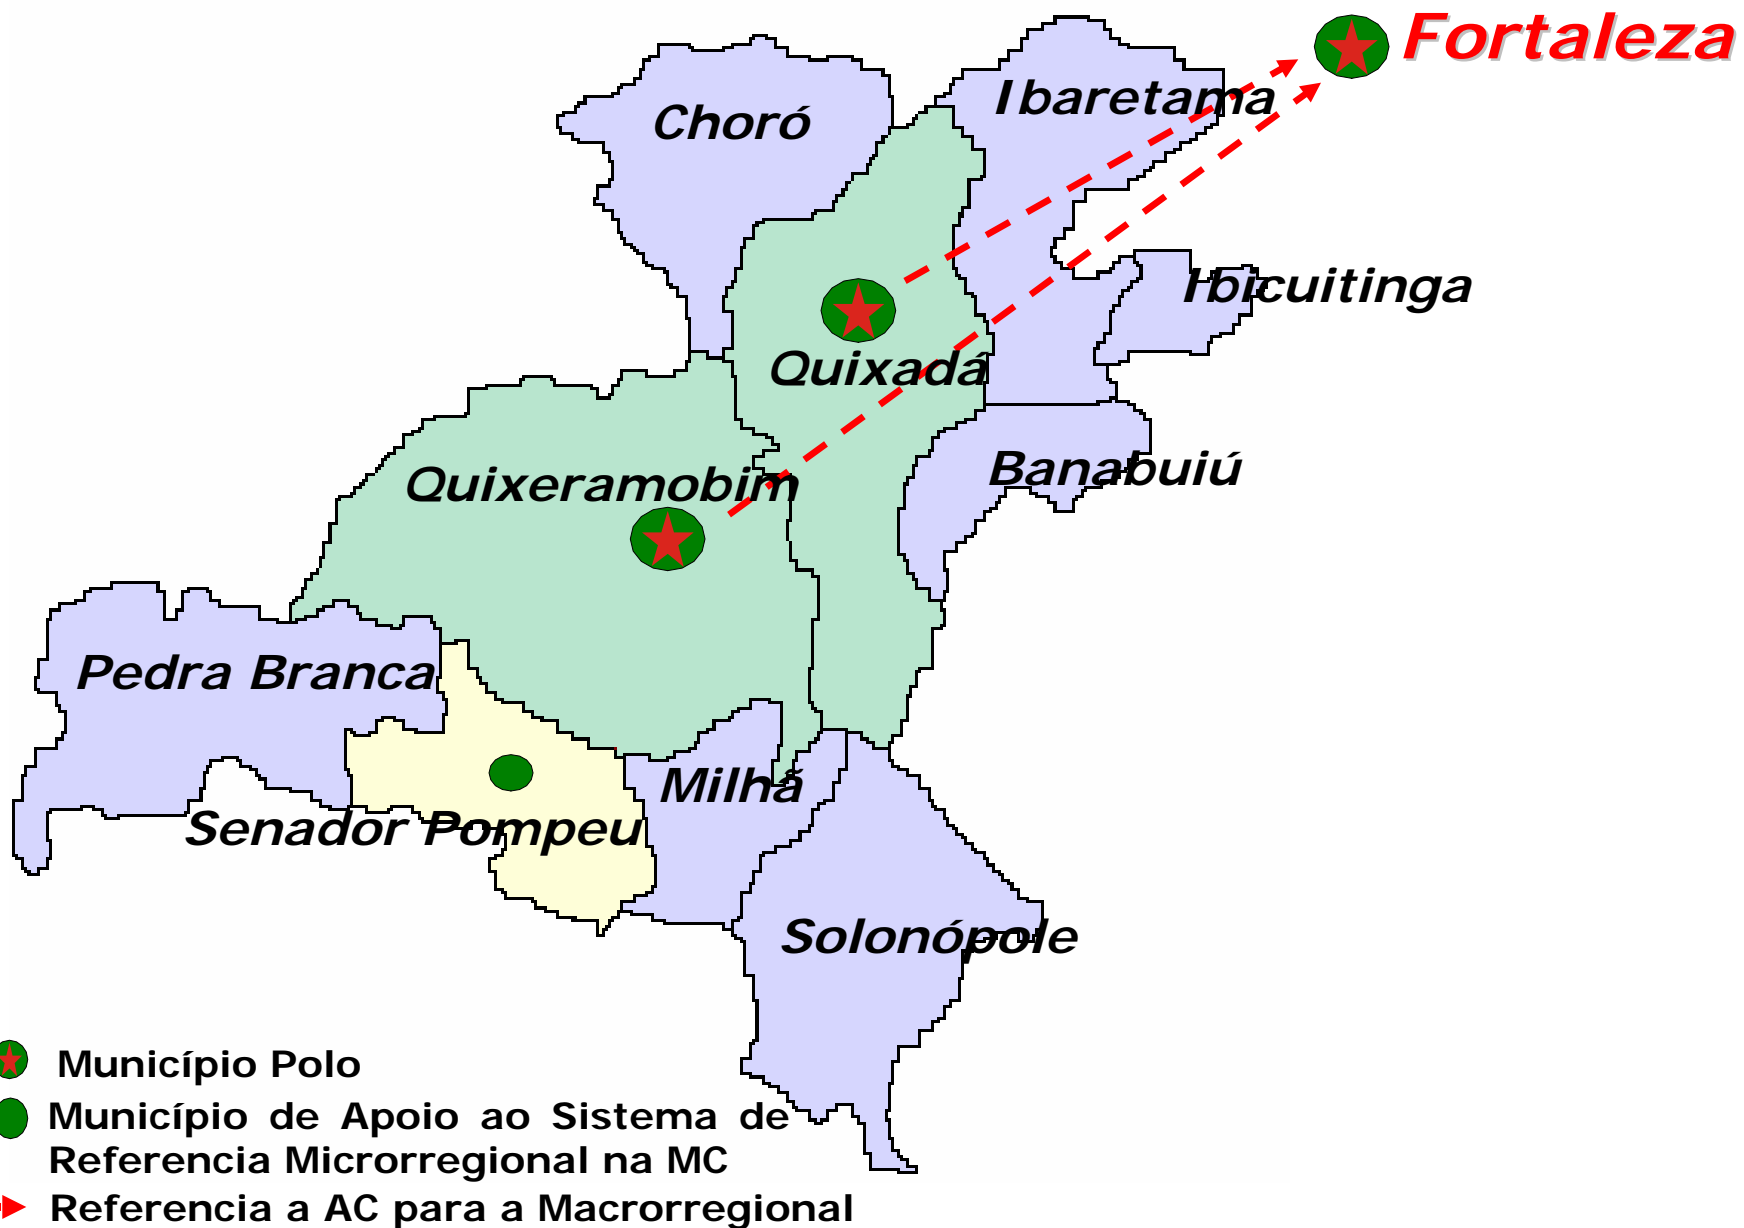 Fortaleza
Ibaretama
Choró
Ibicuitinga
Quixadá
Banabuiú
Quixeramobim
Pedra Branca
Milhã
Senador Pompeu
Solonópole
Município Polo
Município de Apoio ao Sistema de
Referencia Microrregional na MC
Referencia a AC para a Macrorregional